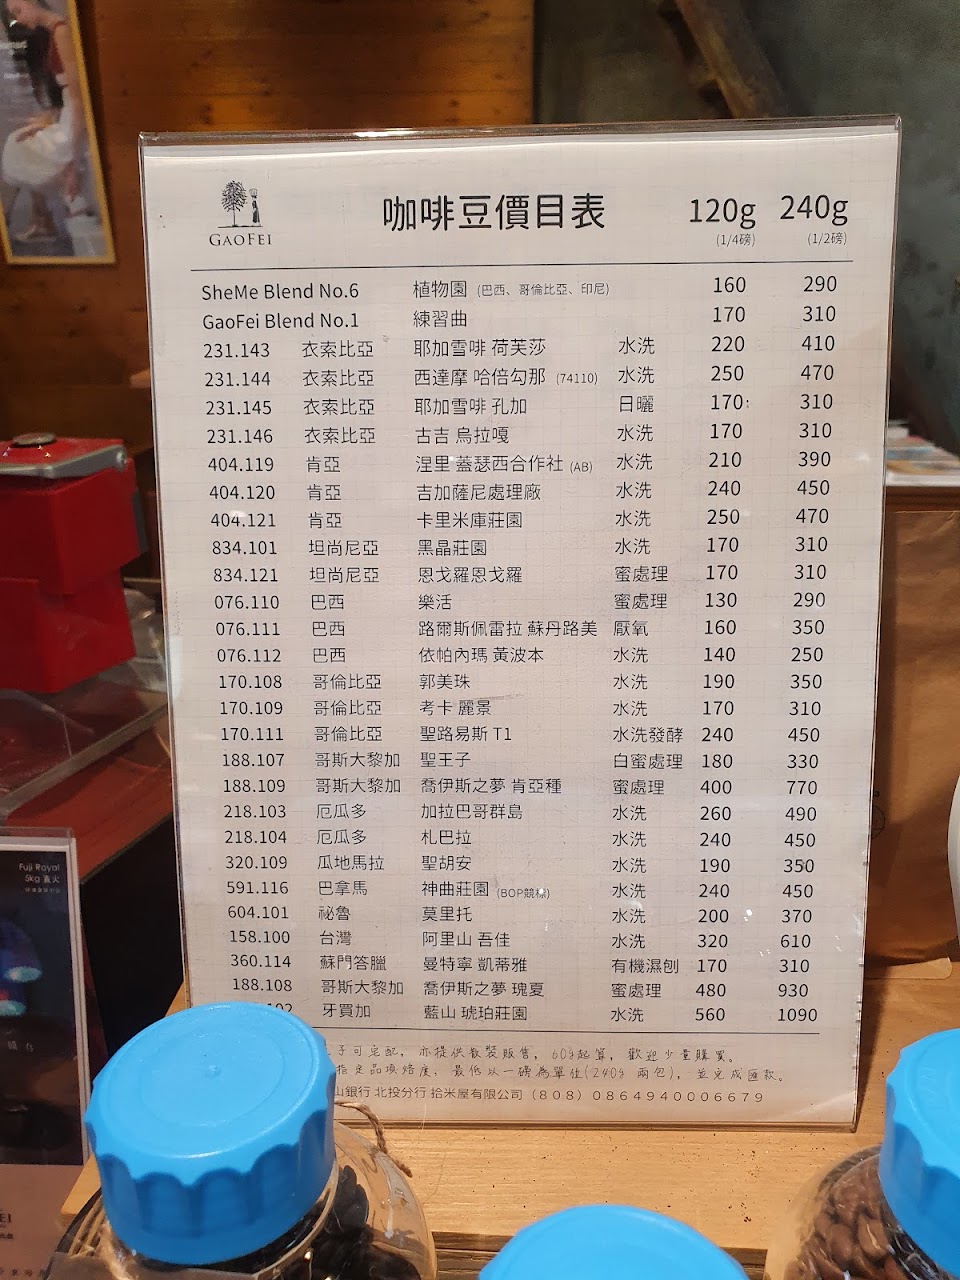 GAOFEI
咖啡豆價目表 120g 240g
(1/4磅) (1/2磅)
SheMe Blend No.6 植物園 (巴西、哥倫比亞、印尼) 160 290
GaoFei Blend No.1 練習曲 170 310
231.143 衣索比亞 耶加雪啡 荷芙莎 水洗 220 410
231.144 衣索比亞 西達摩 哈倍勾那 (74110) 水洗 250 470
231.145 衣索比亞 耶加雪啡 孔加 日曬 170 310
231.146 衣索比亞 古吉 烏拉嘎 水洗 170 310
404.119 肯亞 涅里 蓋瑟西合作社 (AB) 水洗 210 390
404.120 肯亞 吉加薩尼處理廠 水洗 240 450
404.121 肯亞 卡里米庫莊園 水洗 250 470
834.101 坦尚尼亞 黑晶莊園 水洗 170 310
834.121 坦尚尼亞 恩戈羅恩戈羅 蜜處理 170 310
076.110 巴西 樂活 蜜處理 130 290
076.111 巴西 路爾斯佩雷拉 蘇丹路美 厭氧 160 350
076.112 巴西 依帕內瑪 黃波本 水洗 140 250
170.108 哥倫比亞 郭美珠 水洗 190 350
170.109 哥倫比亞 考卡 麗景 水洗 170 310
170.111 哥倫比亞 聖路易斯 T1 水洗發酵 240 450
188.107 哥斯大黎加 聖王子 白蜜處理 180 330
188.109 哥斯大黎加 喬伊斯之夢 肯亞種 蜜處理 400 770
218.103 厄瓜多 加拉巴哥群島 水洗 260 490
218.104 厄瓜多 札巴拉 水洗 240 450
320.109 瓜地馬拉 聖胡安 水洗 190 350
591.116 巴拿馬 神曲莊園 (BOP競標) 水洗 240 450
604.101 祕魯 莫里托 水洗 200 370
158.100 台灣 阿里山 吾佳 水洗 320 610
360.114 蘇門答臘 曼特寧 凱蒂雅 有機濕刨 170 310
188.108 哥斯大黎加 喬伊斯之夢 瑰夏 蜜處理 480 930
牙買加 藍山 琥珀莊園 水洗 560 1090
子可宅配，亦提供散裝販售，60g起算，歡迎少量購買。
指定品項焙度，最低以一磅為單位(240g 兩包)，並完成匯款。
山銀行 北投分行 拾米屋有限公司 (808) 0864940006679
Fuji Royal
5kg 直火